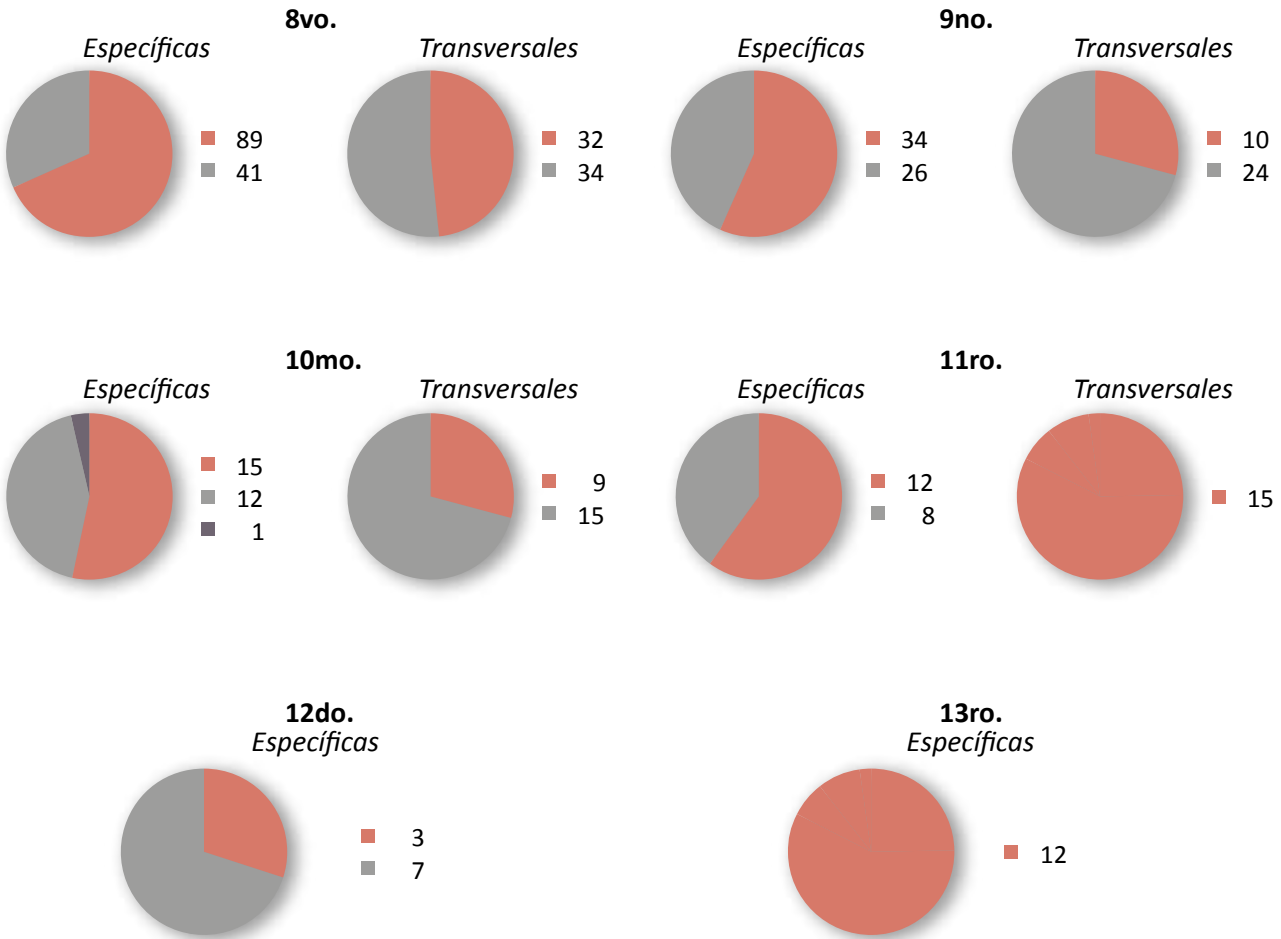 8vo.
Específicas
Transversales
89
41
32
34
9no.
Específicas
Transversales
34
26
10
24
10mo.
Específicas
Transversales
15
12
1
9
15
11ro.
Específicas
Transversales
12
8
15
12do.
Específicas
3
7
13ro.
Específicas
12